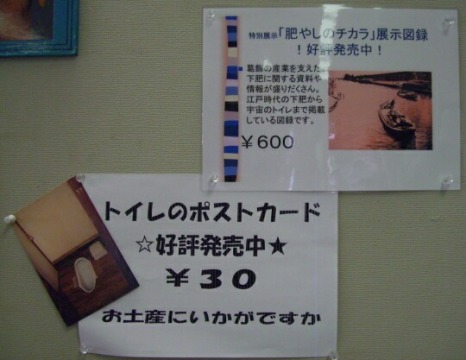 特別展示「肥やしのチカラ」展示図録
！好評発売中！
葛飾の産業を支えた
下肥に関する資料や
情報が盛りだくさん。
江戸時代の下肥から
宇宙のトイレまで掲載
している図録です。
￥600
トイレのポストカード
☆好評発売中★
￥30
お土産にいかがですか